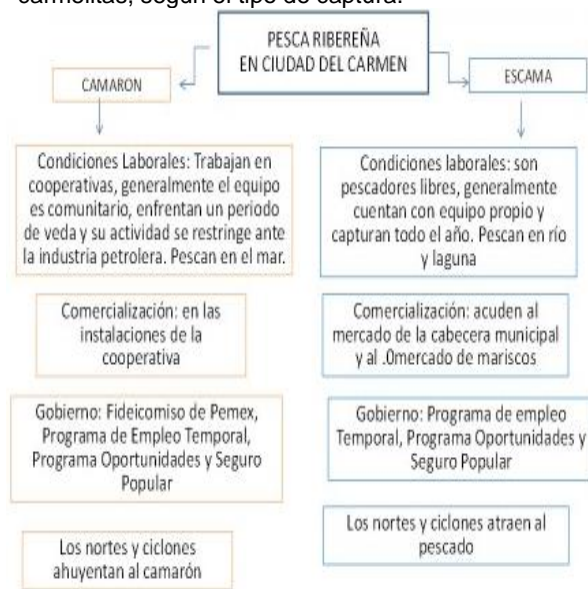 carmelitas, según el tipo de captura.
PESCA RIBEREÑA
EN CIUDAD DEL CARMEN
CAMARON
Condiciones Laborales: Trabajan en
cooperativas, generalmente el equipo
es comunitario, enfrentan un periodo
de veda y su actividad se restringe ante
la industria petrolera. Pescan en el mar.
Comercialización: en las
instalaciones de la
cooperativa
Gobierno: Fideicomiso de Pemex,
Programa de Empleo Temporal,
Programa Oportunidades y Seguro
Popular
Los nortes y ciclones
ahuyentan al camarón
ESCAMA
Condiciones laborales: son
pescadores libres, generalmente
cuentan con equipo propio y
capturan todo el año. Pescan en río
y laguna
Comercialización: acuden al
mercado de la cabecera municipal
y al .0mercado de mariscos
Gobierno: Programa de empleo
Temporal, Programa Oportunidades y
Seguro Popular
Los nortes y ciclones atraen al
pescado